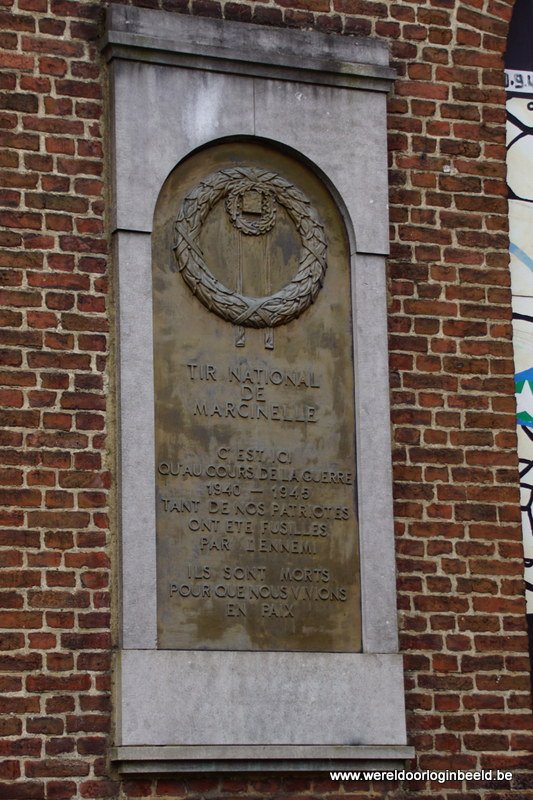 TIR NATIONAL
DE
MARCINELLE
C'EST ICI
QU'AU COURS DE LA GUERRE
1940 - 1945
TANT DE NOS PATRIOTES
ONT ETE FUSILLES
PAR L'ENNEMI
ILS SONT MORTS
POUR QUE NOUS VIVIONS
EN PAIX
www.wereldoorloginbeeld.be